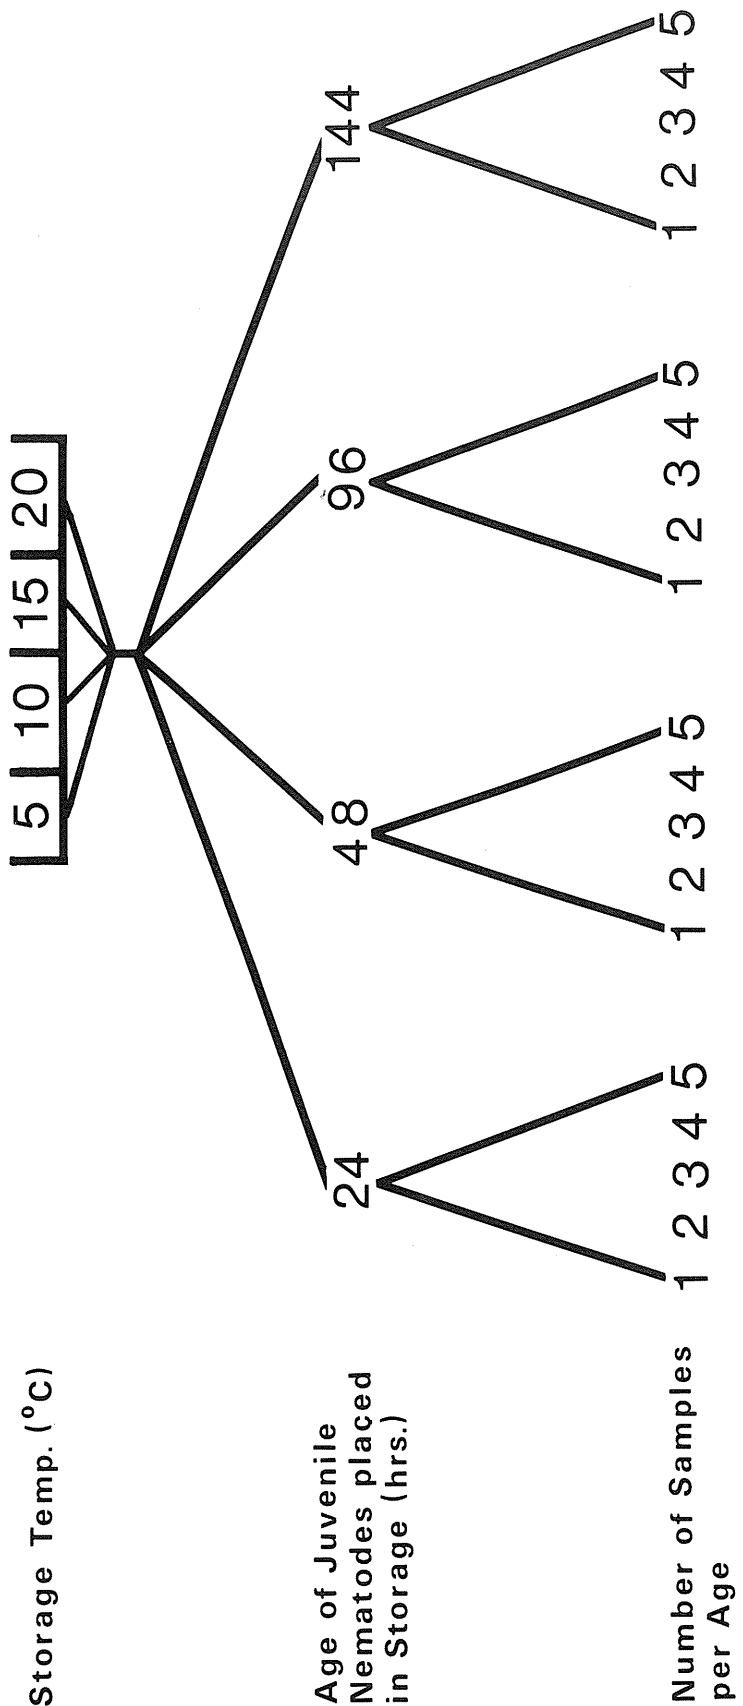 Storage Temp. (°C)
5 10 15 20
Age of Juvenile
Nematodes placed
in Storage (hrs.)
24 48 96 144
Number of Samples
per Age
1 2 3 4 5 1 2 3 4 5 1 2 3 4 5 1 2 3 4 5